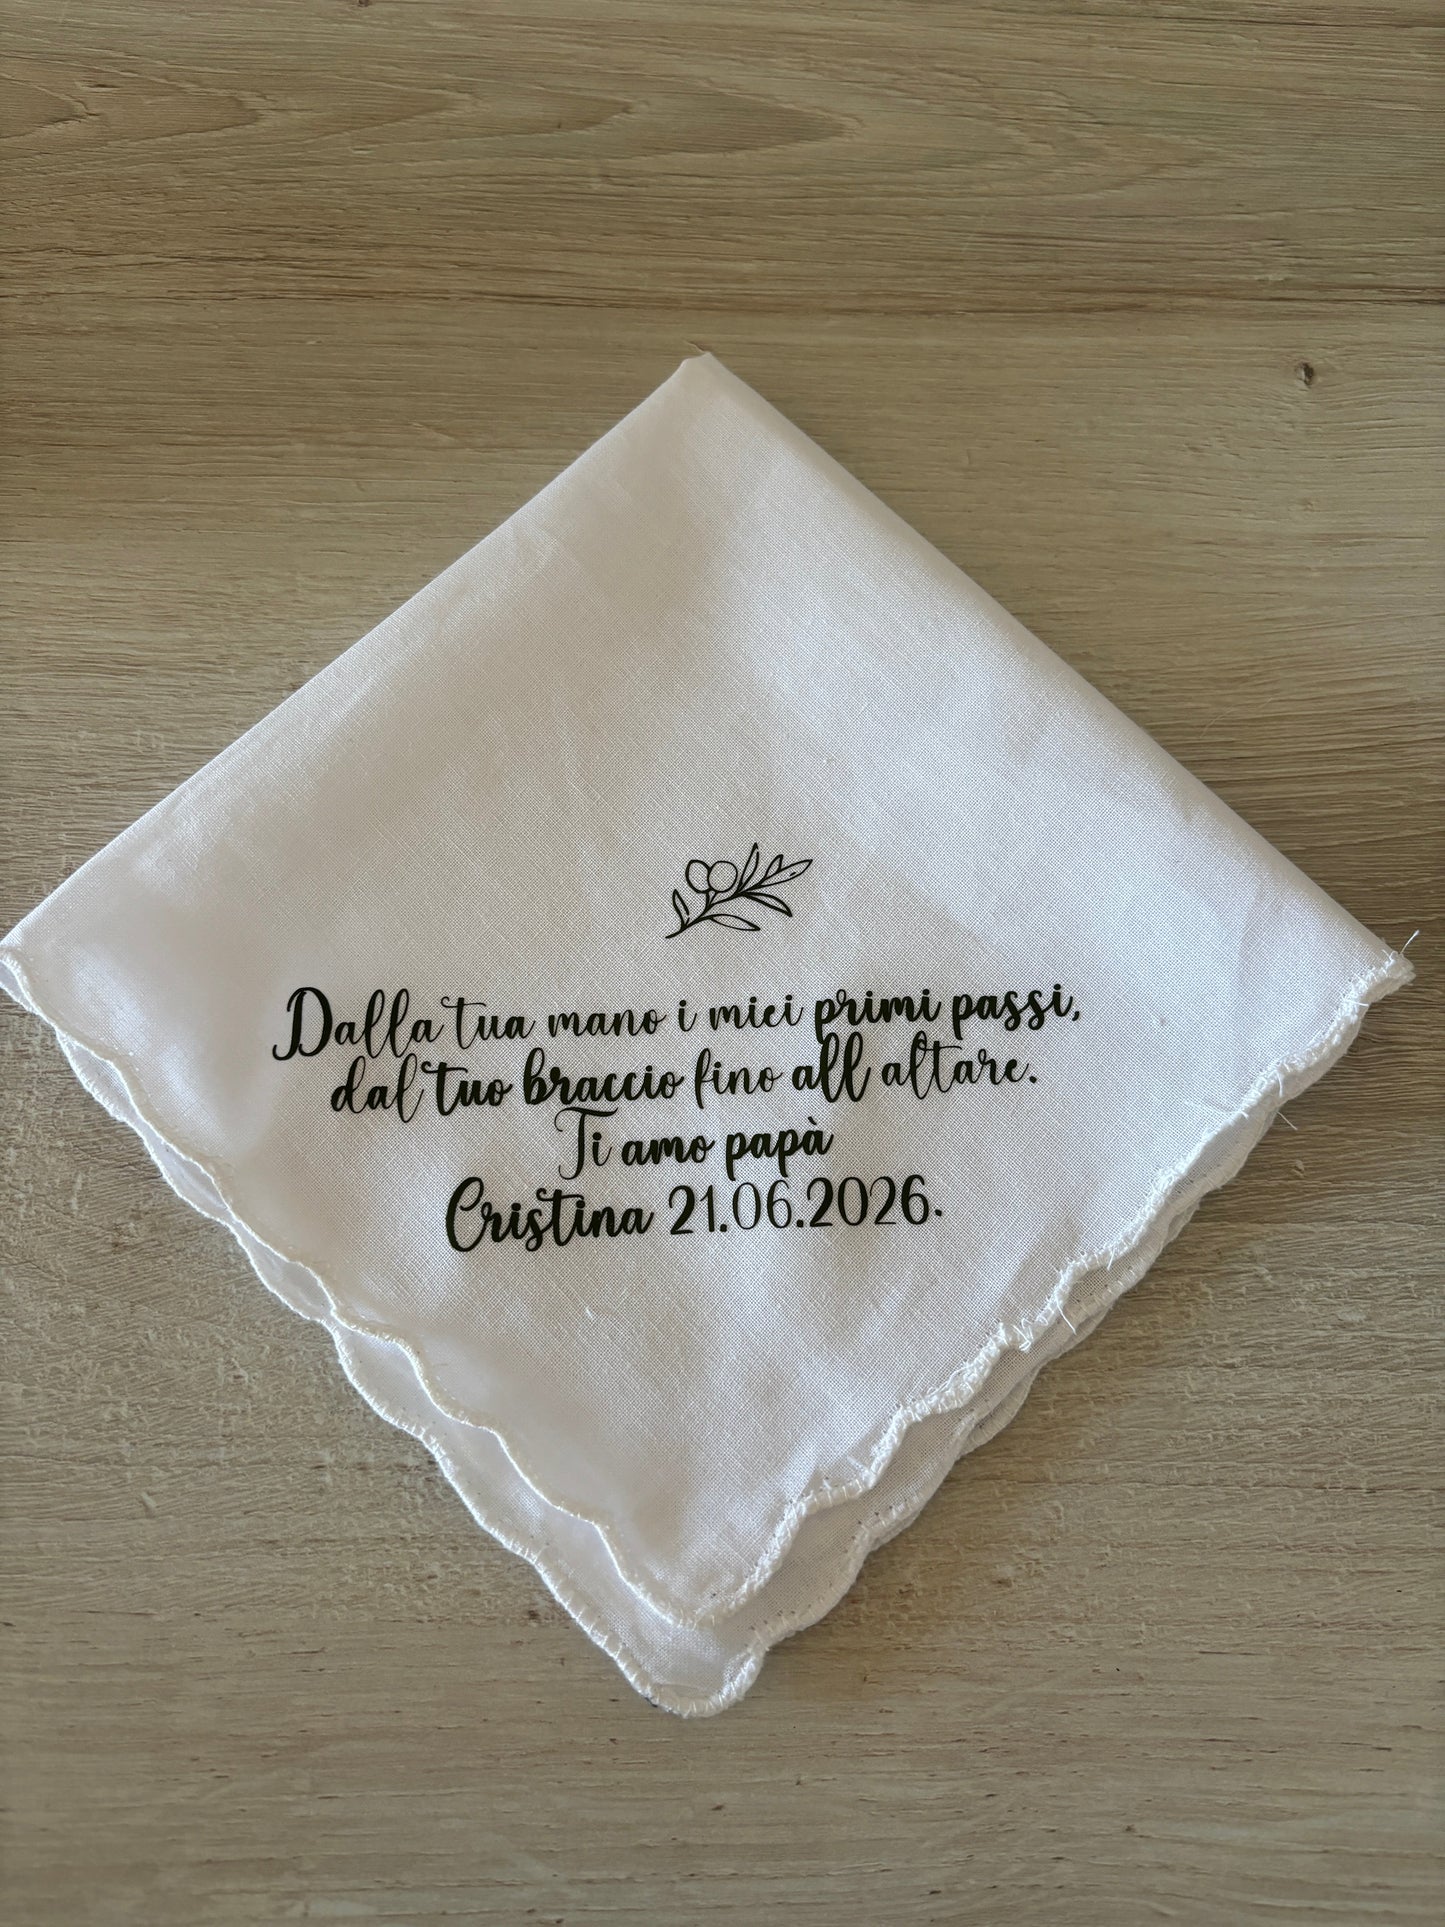 Dalla tua mano i miei primi passi,
dal tuo braccio fino all altare.
Ti amo papà
Cristina 21.06.2026.